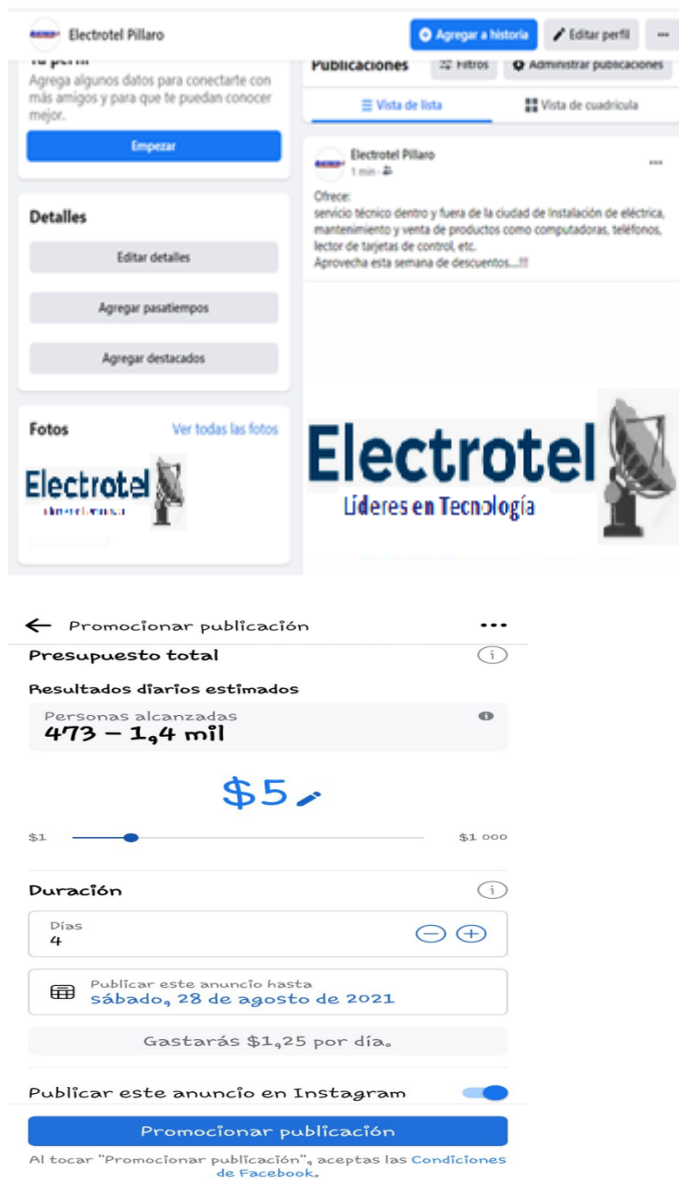 Electrotel Pillaro
Agregar a historia
Editar perfil
Tu perfil
Agrega algunos datos para conectarte con
más amigos y para que te puedan conocer
mejor.
Empezar
Detalles
Editar detalles
Agregar pasatiempos
Agregar destacados
Fotos
Ver todas las fotos
Electrotel
Publicaciones
Filtros
Administrar publicaciones
Vista de lista
Vista de cuadrícula
Electrotel Pillaro
1 min
Ofrece:
servicio técnico dentro y fuera de la ciudad de Instalación de eléctrica,
mantenimiento y venta de productos como computadoras, teléfonos,
lector de tarjetas de control, etc.
Aprovecha esta semana de descuentos....!!!
Electrotel
Líderes en Tecnología
Promocionar publicación
Presupuesto total
Resultados diarios estimados
Personas alcanzadas
473 – 1,4 mil
$5
$1
$1 000
Duración
Días
4
Publicar este anuncio hasta
sábado, 28 de agosto de 2021
Gastarás $1,25 por día.
Publicar este anuncio en Instagram
Promocionar publicación
Al tocar "Promocionar publicación", aceptas las Condiciones
de Facebook.